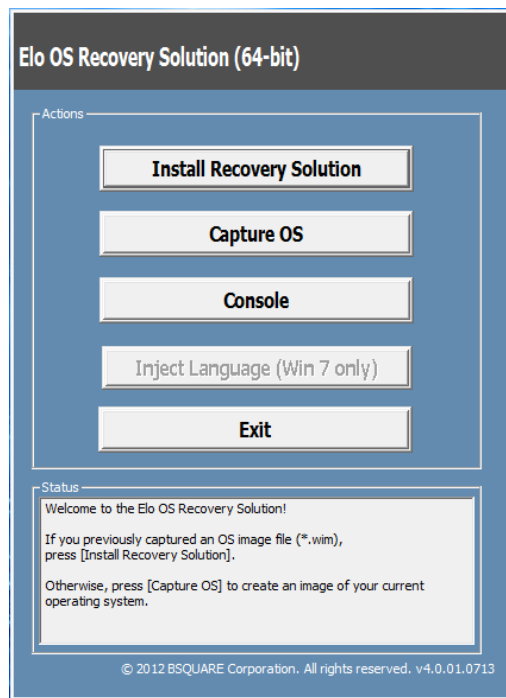 Elo OS Recovery Solution (64-bit)
Actions
Install Recovery Solution
Capture OS
Console
Inject Language (Win 7 only)
Exit
Status
Welcome to the Elo OS Recovery Solution!
If you previously captured an OS image file (*.wim),
press [Install Recovery Solution].
Otherwise, press [Capture OS] to create an image of your current
operating system.
© 2012 BSQUARE Corporation. All rights reserved. v4.0.01.0713